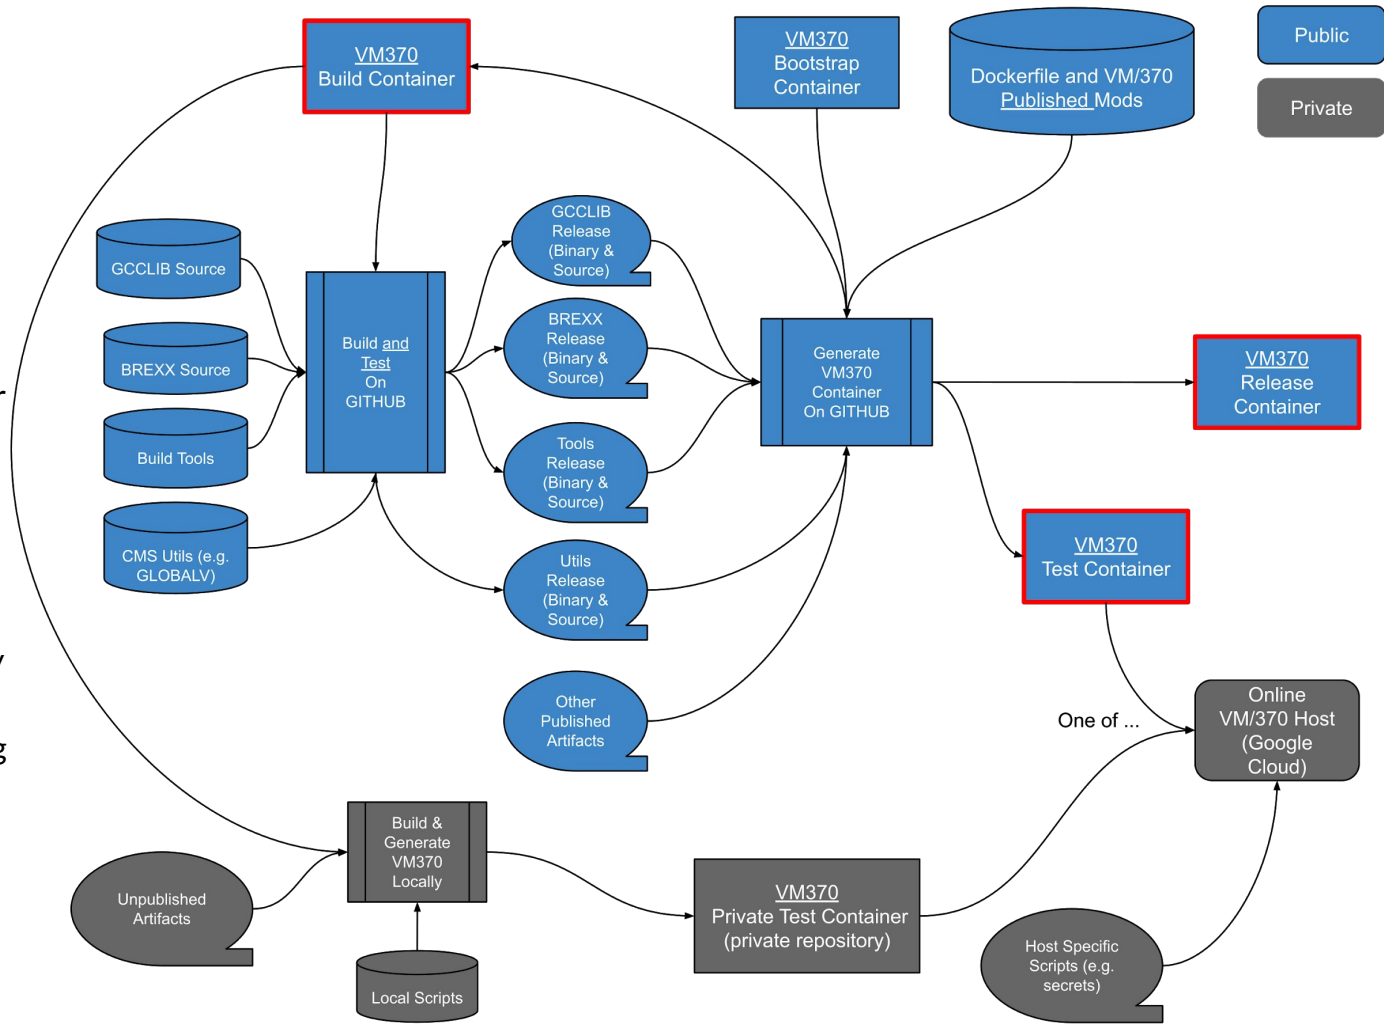 VM370
Build Container
VM370
Bootstrap
Container
Dockerfile and VM/370
Published Mods
Public
Private
GCCLIB Source
BREXX Source
Build Tools
CMS Utils (e.g.
GLOBALV)
Build and
Test
On
GITHUB
GCCLIB
Release
(Binary &
Source)
BREXX
Release
(Binary &
Source)
Tools
Release
(Binary &
Source)
Utils
Release
(Binary &
Source)
Other
Published
Artifacts
Generate
VM370
Container
On GITHUB
VM370
Release
Container
VM370
Test Container
One of ...
Online
VM/370 Host
(Google
Cloud)
Build &
Generate
VM370
Locally
Unpublished
Artifacts
Local Scripts
VM370
Private Test Container
(private repository)
Host Specific
Scripts (e.g.
secrets)